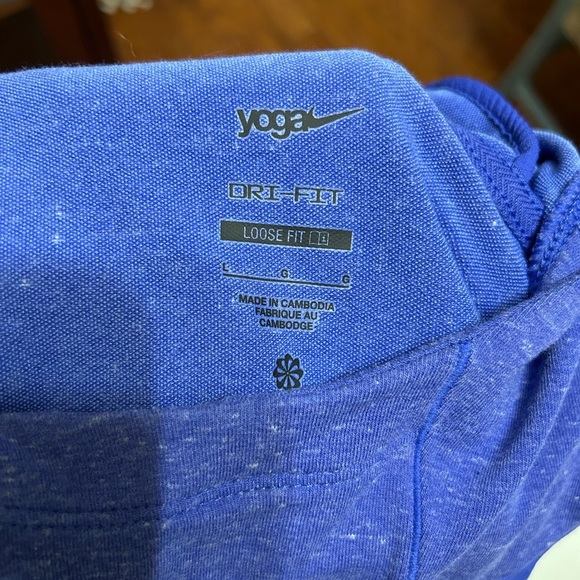 yoga
DRI-FIT
LOOSE FIT
L G G
MADE IN CAMBODIA
FABRIQUE AU
CAMBODGE